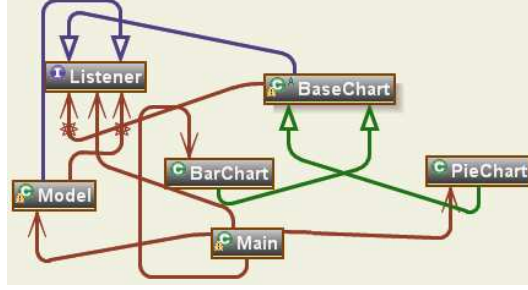 I Listener
C A BaseChart
C BarChart
C PieChart
C Model
C Main